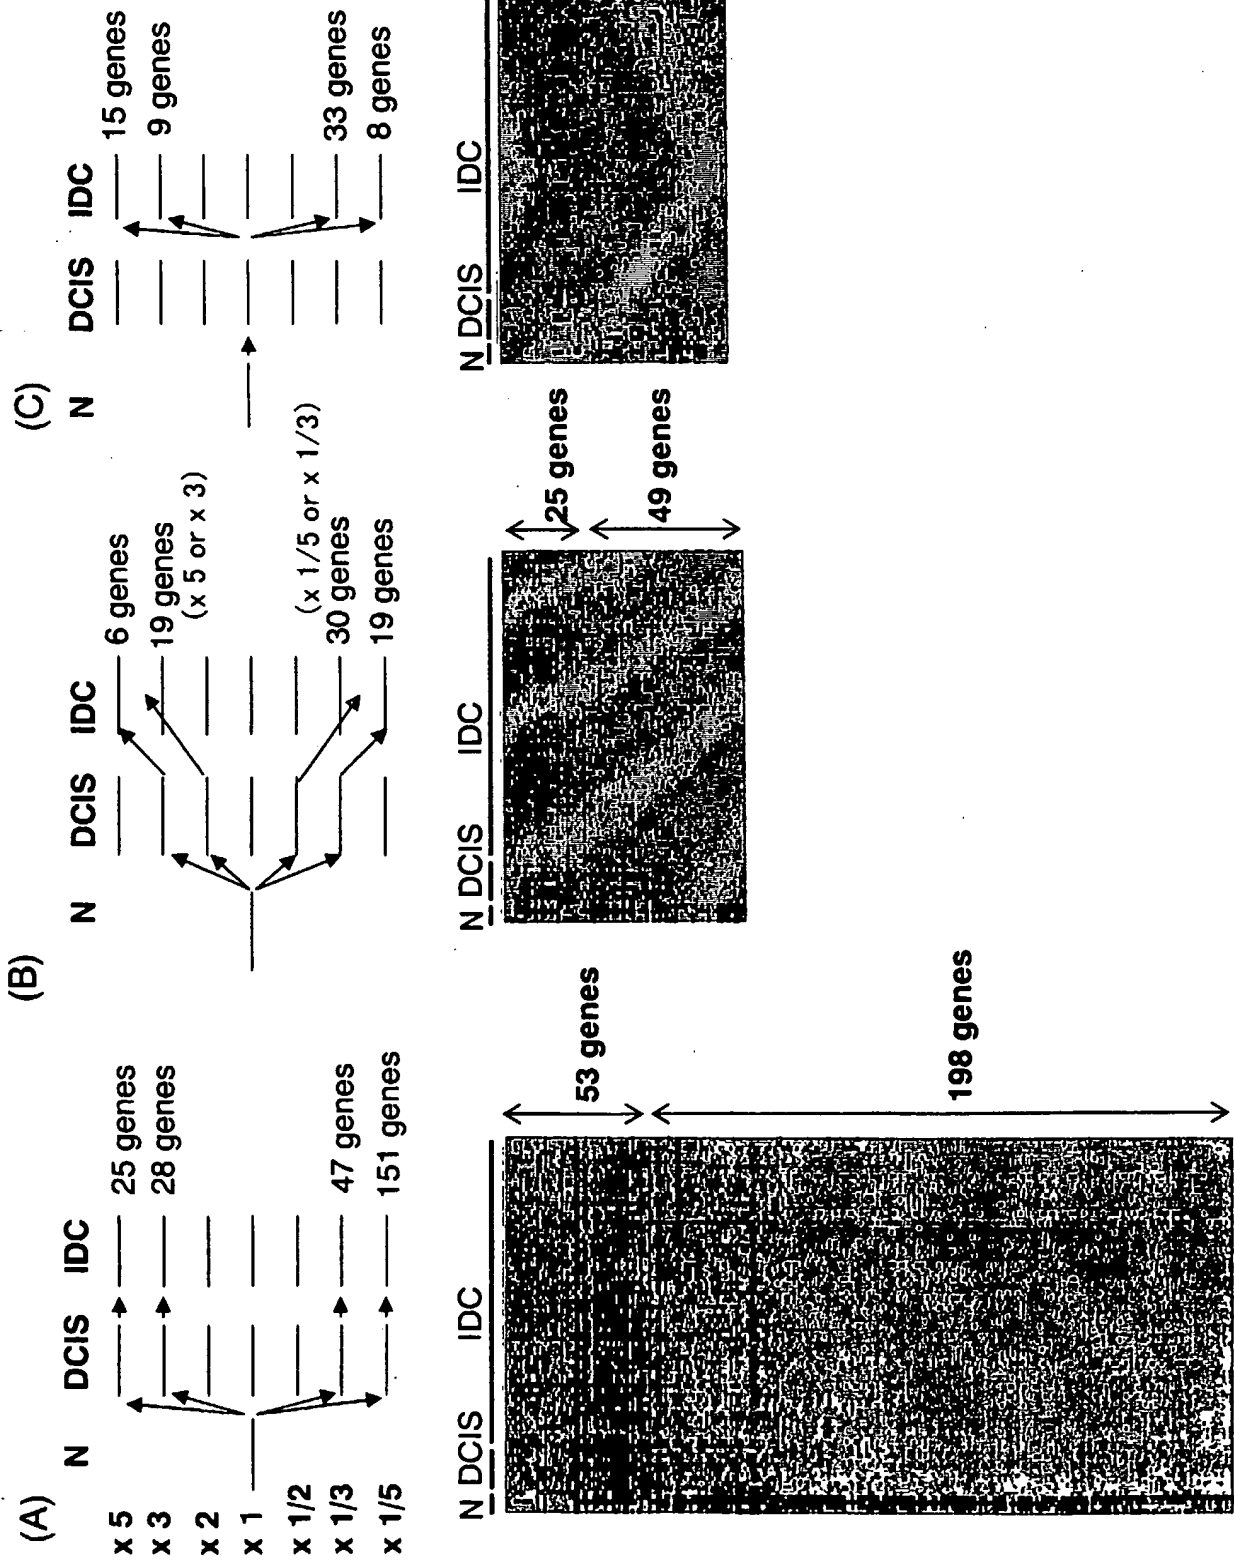 (A)
N DCIS IDC
x 5
x 3
x 2
x 1
x 1/2
x 1/3
x 1/5
25 genes
28 genes
47 genes
151 genes
N DCIS IDC
53 genes
198 genes
(B)
N DCIS IDC
6 genes
19 genes
(x 5 or x 3)
(x 1/5 or x 1/3)
30 genes
19 genes
N DCIS IDC
25 genes
49 genes
(C)
N DCIS IDC
15 genes
9 genes
33 genes
8 genes
N DCIS IDC